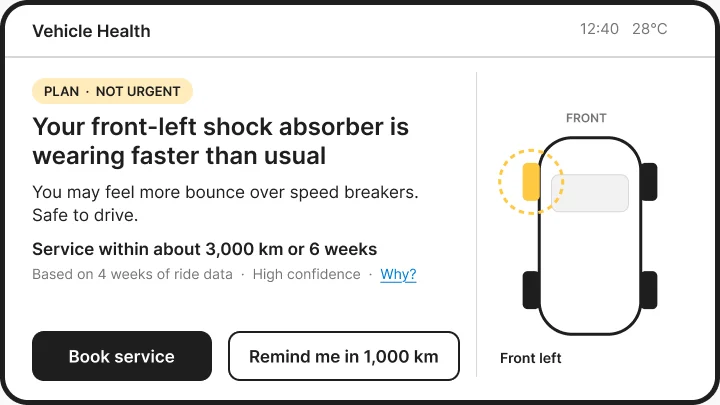 Vehicle Health
12:40 28°C
PLAN · NOT URGENT
Your front-left shock absorber is
wearing faster than usual
You may feel more bounce over speed breakers.
Safe to drive.
Service within about 3,000 km or 6 weeks
Based on 4 weeks of ride data · High confidence · Why?
Book service
Remind me in 1,000 km
FRONT
Front left